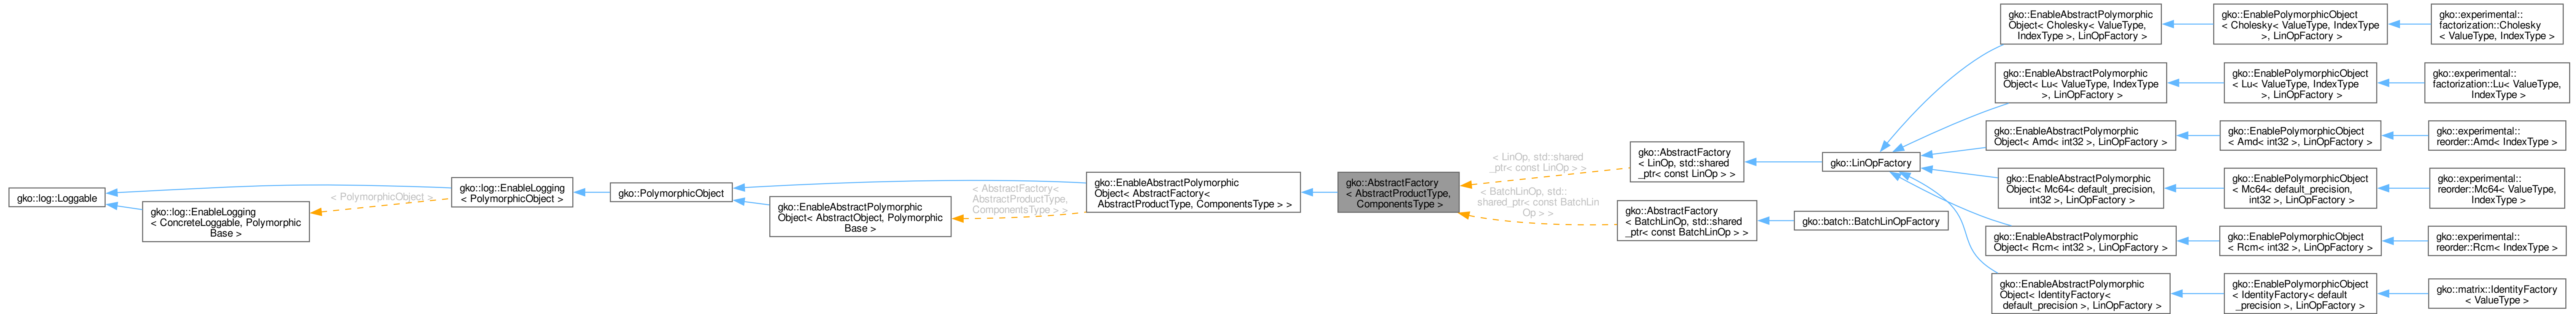 gko::log::Loggable
gko::log::EnableLogging
< ConcreteLoggable, Polymorphic
Base >
< PolymorphicObject >
gko::log::EnableLogging
< PolymorphicObject >
gko::PolymorphicObject
gko::EnableAbstractPolymorphic
Object< AbstractObject, Polymorphic
Base >
< AbstractFactory<
AbstractProductType,
ComponentsType > >
gko::EnableAbstractPolymorphic
Object< AbstractFactory<
AbstractProductType, ComponentsType > >
gko::AbstractFactory
< AbstractProductType,
ComponentsType >
< LinOp, std::shared
_ptr< const LinOp > >
< BatchLinOp, std::
shared_ptr< const BatchLin
Op > >
gko::AbstractFactory
< LinOp, std::shared
_ptr< const LinOp > >
gko::AbstractFactory
< BatchLinOp, std::shared
_ptr< const BatchLinOp > >
gko::LinOpFactory
gko::batch::BatchLinOpFactory
gko::EnableAbstractPolymorphic
Object< Cholesky< ValueType,
IndexType >, LinOpFactory >
gko::EnablePolymorphicObject
< Cholesky< ValueType, IndexType
>, LinOpFactory >
gko::experimental::
factorization::Cholesky
< ValueType, IndexType >
gko::EnableAbstractPolymorphic
Object< Lu< ValueType, IndexType
>, LinOpFactory >
gko::EnablePolymorphicObject
< Lu< ValueType, IndexType
>, LinOpFactory >
gko::experimental::
factorization::Lu< ValueType,
IndexType >
gko::EnableAbstractPolymorphic
Object< Amd< int32 >, LinOpFactory >
gko::EnablePolymorphicObject
< Amd< int32 >, LinOpFactory >
gko::experimental::
reorder::Amd< IndexType >
gko::EnableAbstractPolymorphic
Object< Mc64< default_precision,
int32 >, LinOpFactory >
gko::EnablePolymorphicObject
< Mc64< default_precision,
int32 >, LinOpFactory >
gko::experimental::
reorder::Mc64< ValueType,
IndexType >
gko::EnableAbstractPolymorphic
Object< Rcm< int32 >, LinOpFactory >
gko::EnablePolymorphicObject
< Rcm< int32 >, LinOpFactory >
gko::experimental::
reorder::Rcm< IndexType >
gko::EnableAbstractPolymorphic
Object< IdentityFactory<
default_precision >, LinOpFactory >
gko::EnablePolymorphicObject
< IdentityFactory< default
_precision >, LinOpFactory >
gko::matrix::IdentityFactory
< ValueType >